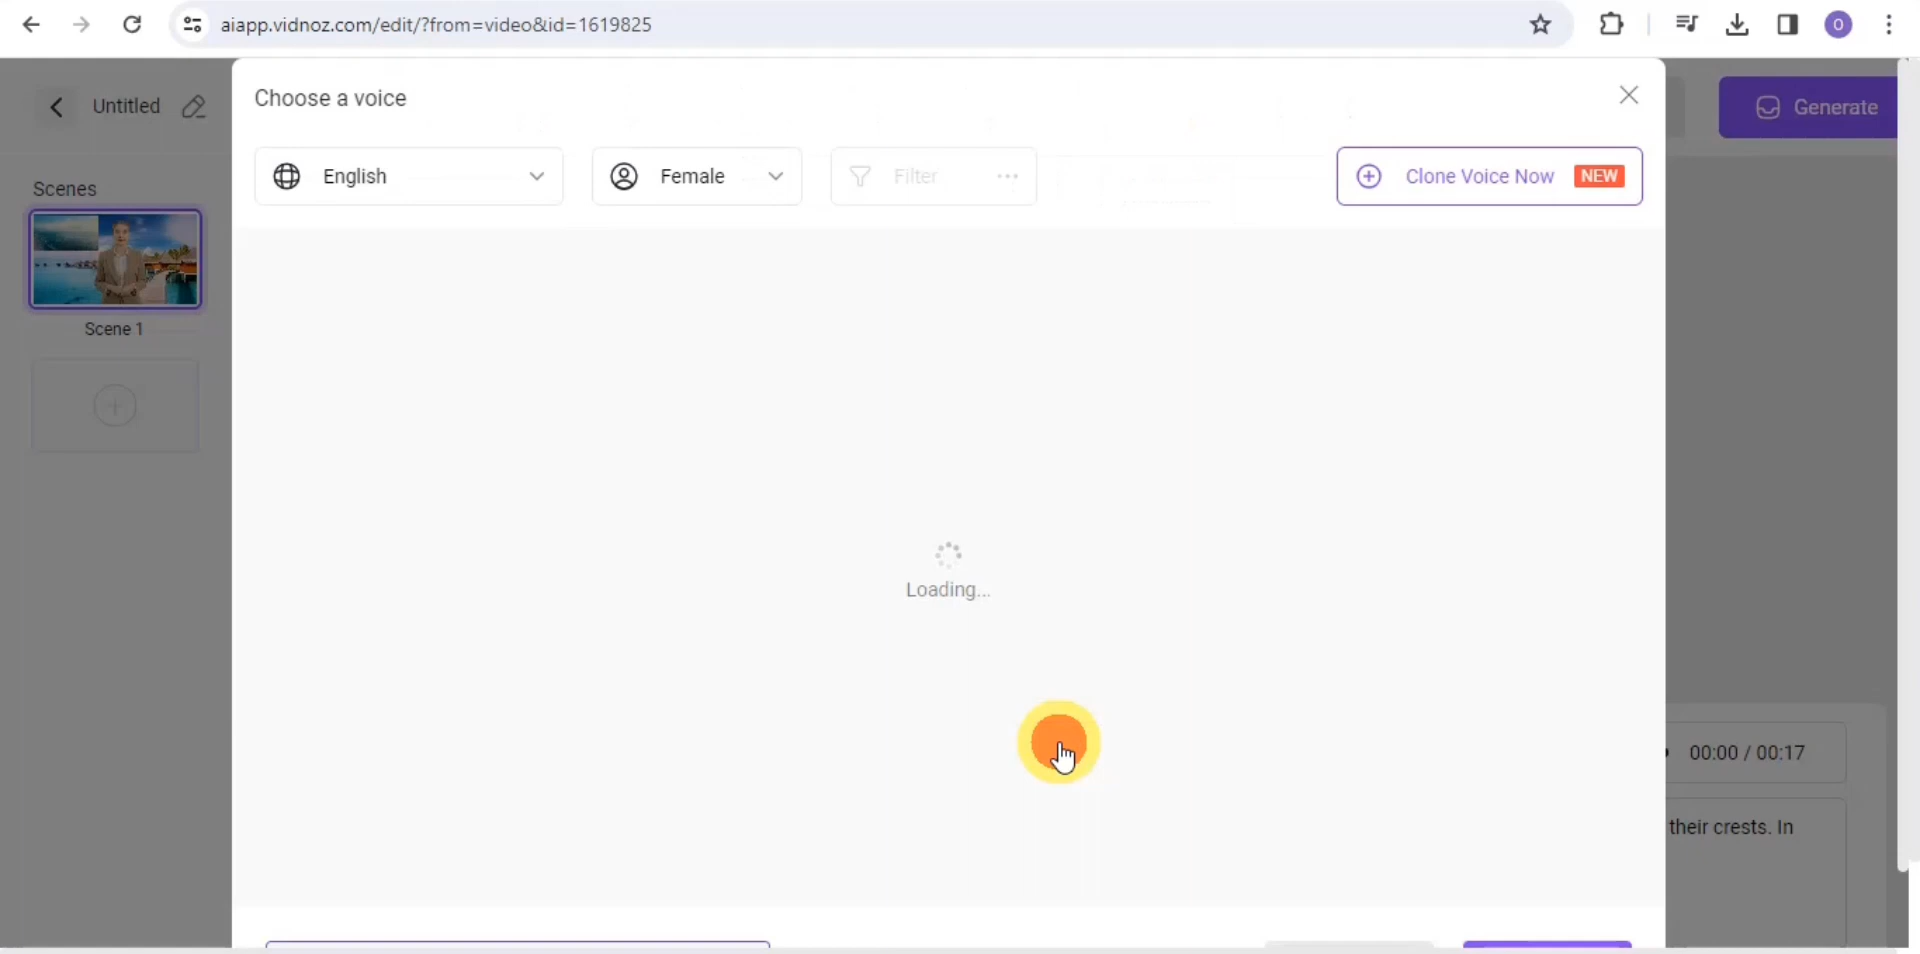 aiapp.vidnoz.com/edit/?from=video&id=1619825
O
Untitled
Choose a voice
Generate
English
Female
Filter
Clone Voice Now NEW
Scenes
Scene 1
Loading...
00:00 / 00:17
their crests. In